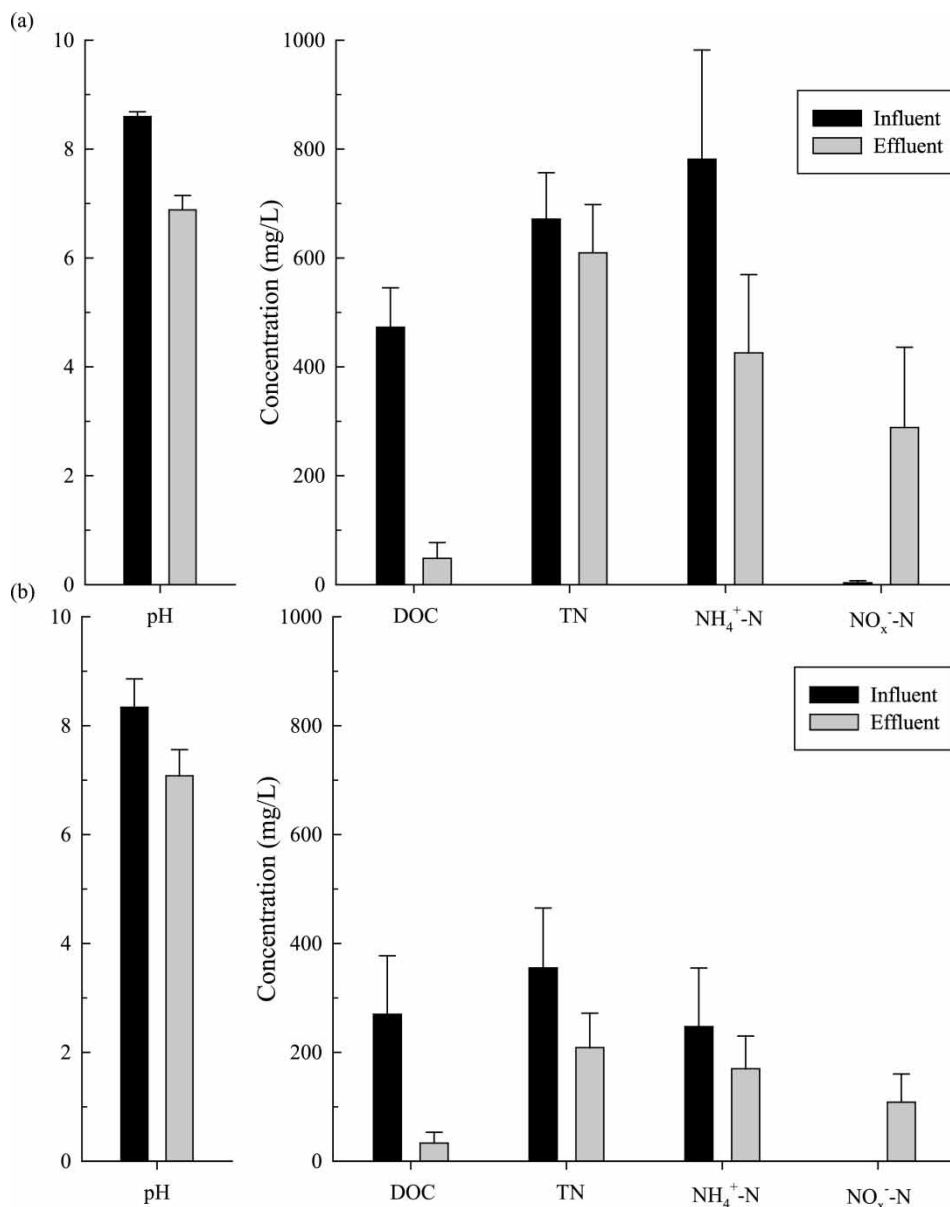 (a)
10
8
6
4
2
0
pH
Concentration (mg/L)
1000
800
600
400
200
0
DOC TN NH₄⁺-N NOₓ⁻-N
Influent
Effluent
(b)
10
8
6
4
2
0
pH
Concentration (mg/L)
1000
800
600
400
200
0
DOC TN NH₄⁺-N NOₓ⁻-N
Influent
Effluent